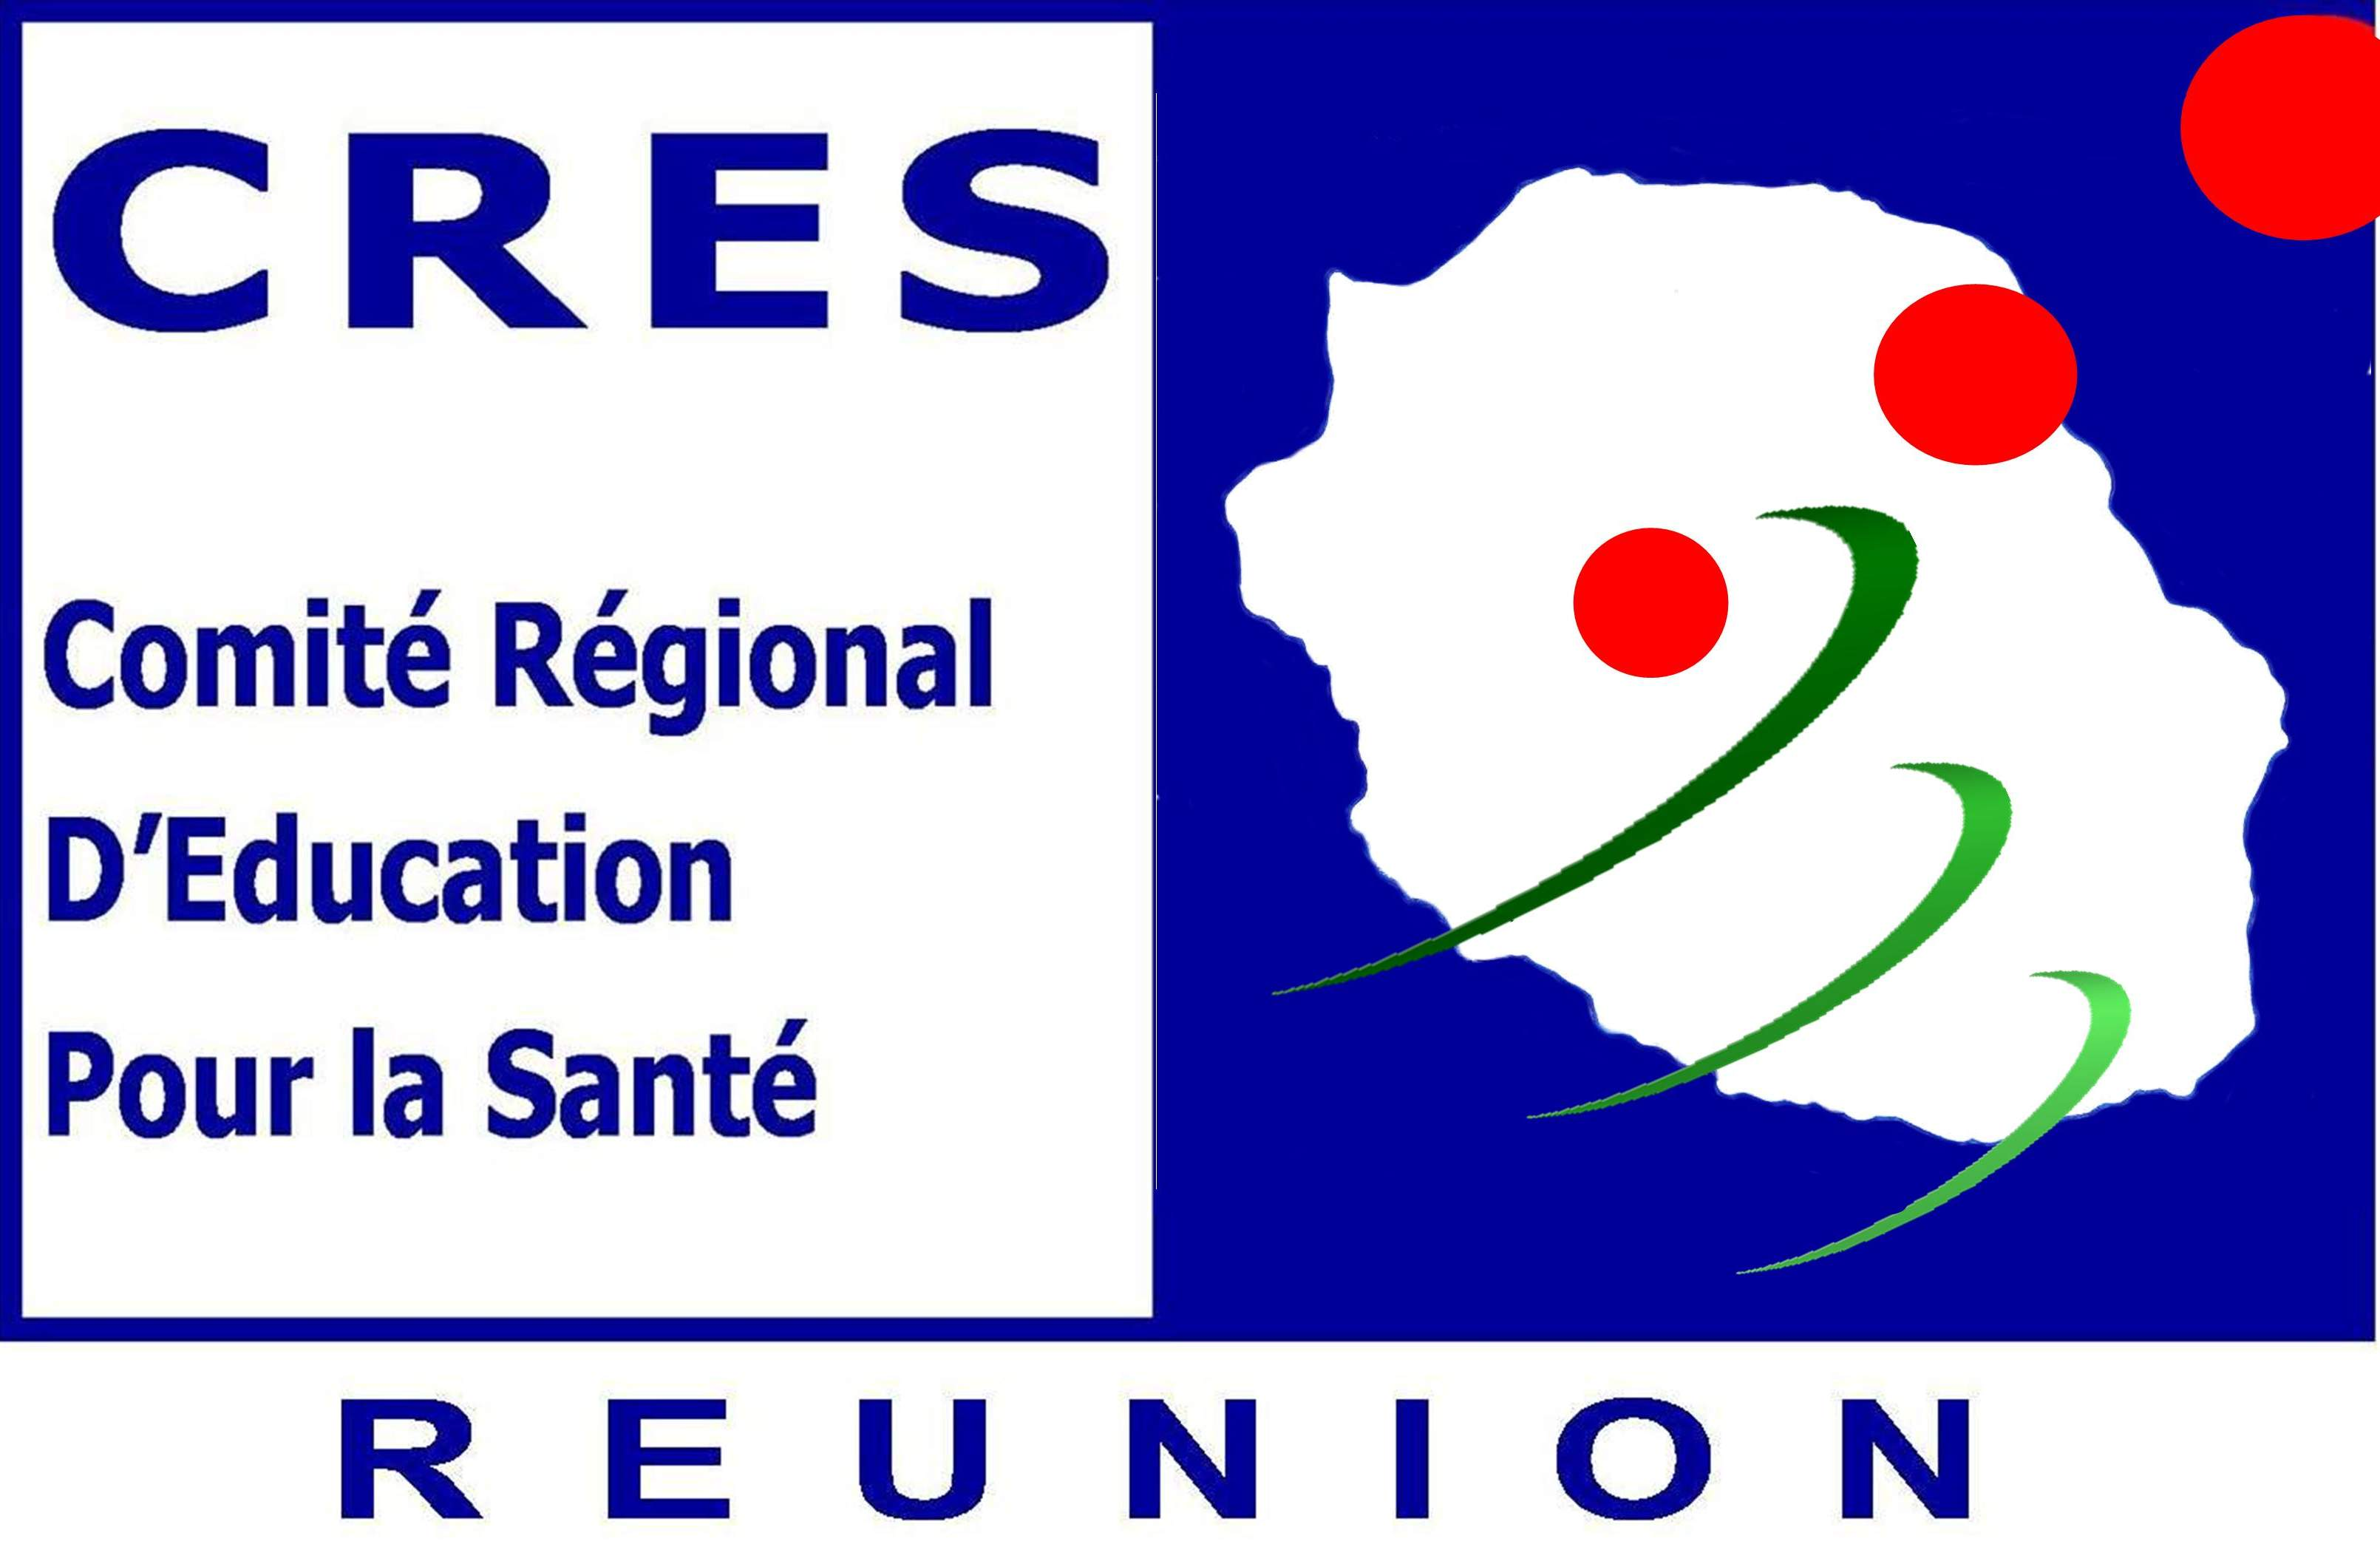 CRES
Comité Régional
D'Education
Pour la Santé
REUNION